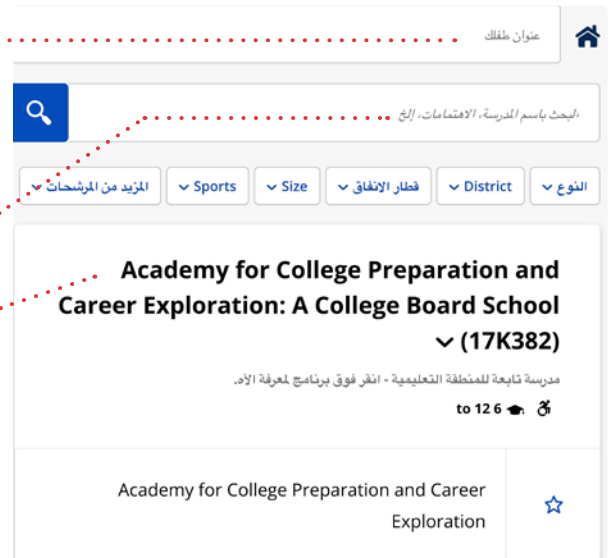 عنوان طفلك
البحث باسم المدرسة، الاهتمامات، إلخ
النوع
District
قطار الانفاق
Size
Sports
المزيد من المرشحات
Academy for College Preparation and
Career Exploration: A College Board School
(17K382)
مدرسة تابعة للمنطقة التعليمية - انقر فوق برنامج لمعرفة الأه.
to 12 6
Academy for College Preparation and Career
Exploration